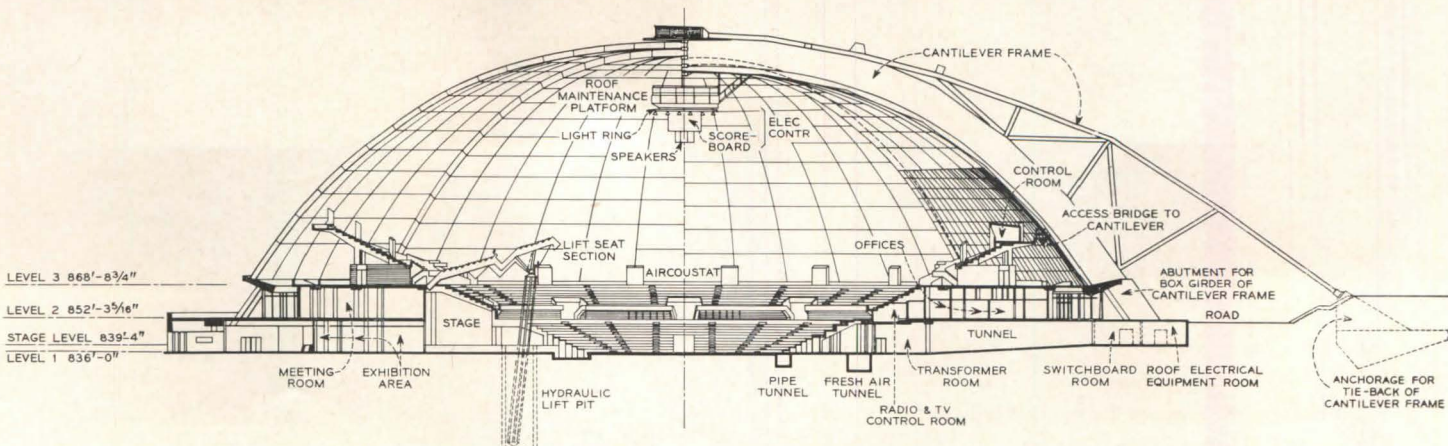 CANTILEVER FRAME
ROOF
MAINTENANCE
PLATFORM
LIGHT RING
SCORE-
BOARD
ELEC
CONTR
SPEAKERS
CONTROL
ROOM
ACCESS BRIDGE TO
CANTILEVER
LIFT SEAT
SECTION
OFFICES
AIRCOUSTAT
ABUTMENT FOR
BOX GIRDER OF
CANTILEVER FRAME
LEVEL 3 868'-8¾"
LEVEL 2 852'-3⁵⁄₁₆"
STAGE LEVEL 839'-4"
LEVEL 1 836'-0"
STAGE
TUNNEL
ROAD
MEETING
ROOM
EXHIBITION
AREA
HYDRAULIC
LIFT PIT
PIPE
TUNNEL
FRESH AIR
TUNNEL
TRANSFORMER
ROOM
RADIO & TV
CONTROL ROOM
SWITCHBOARD
ROOM
ROOF ELECTRICAL
EQUIPMENT ROOM
ANCHORAGE FOR
TIE-BACK OF
CANTILEVER FRAME